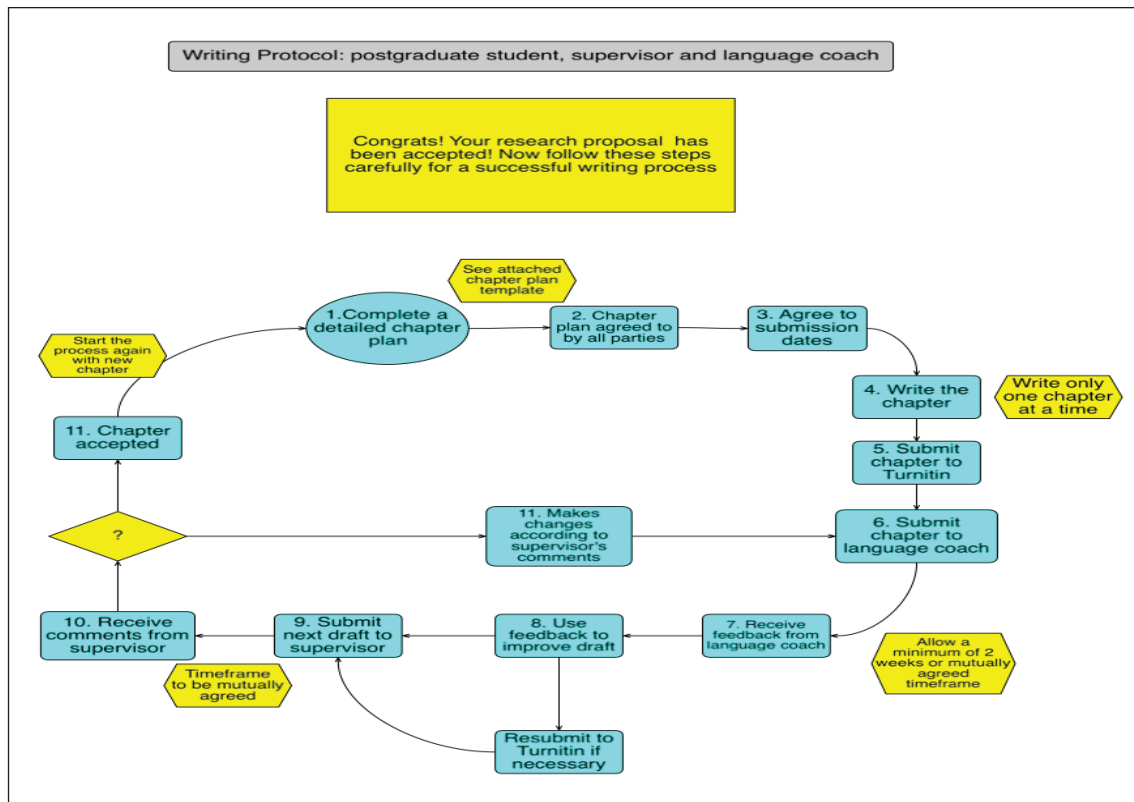 Writing Protocol: postgraduate student, supervisor and language coach
Congrats! Your research proposal has
been accepted! Now follow these steps
carefully for a successful writing process
See attached
chapter plan
template
1.Complete a
detailed chapter
plan
2. Chapter
plan agreed to
by all parties
3. Agree to
submission
dates
Start the
process again
with new
chapter
4. Write the
chapter
Write only
one chapter
at a time
11. Chapter
accepted
5. Submit
chapter to
Turnitin
?
11. Makes
changes
according to
supervisor's
comments
6. Submit
chapter to
language coach
10. Receive
comments from
supervisor
9. Submit
next draft to
supervisor
8. Use
feedback to
improve draft
7. Receive
feedback from
language coach
Allow a
minimum of 2
weeks or mutually
agreed
timeframe
Timeframe
to be mutually
agreed
Resubmit to
Turnitin if
necessary